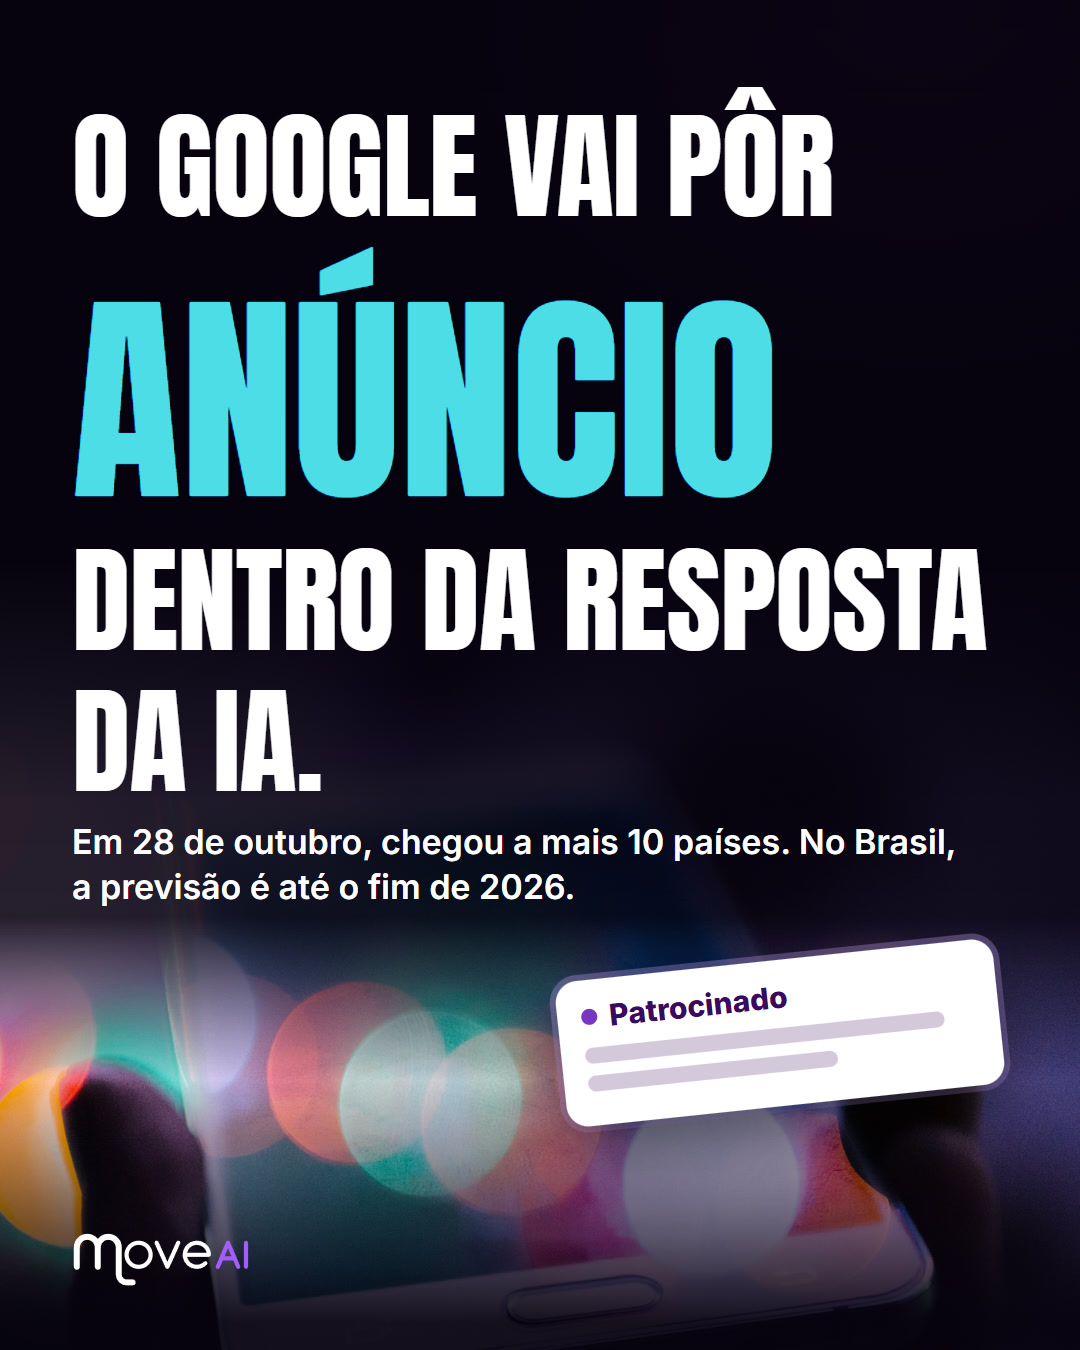 O GOOGLE VAI PÔR
ANÚNCIO
DENTRO DA RESPOSTA
DA IA.
Em 28 de outubro, chegou a mais 10 países. No Brasil,
a previsão é até o fim de 2026.
Patrocinado
moveAI